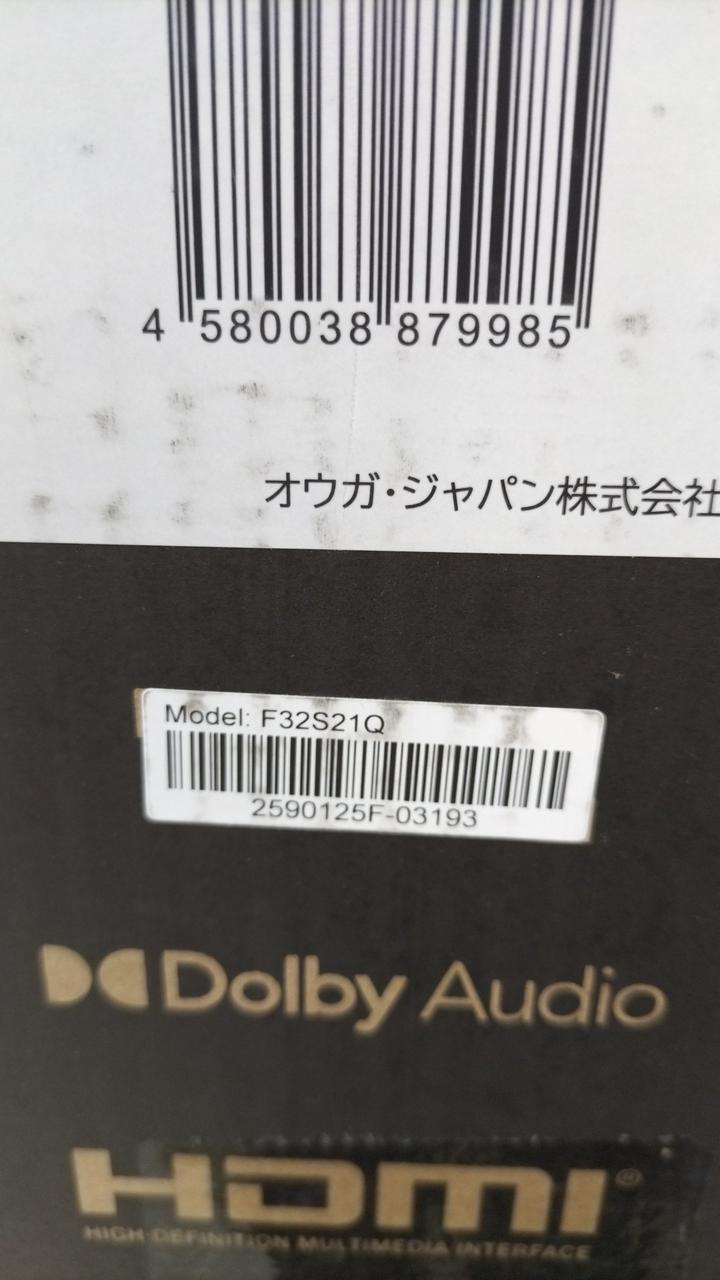 4 580038 879985
オウガ・ジャパン株式会社
Model: F32S21Q
2590125F-03193
Dolby Audio
HDMI®
HIGH-DEFINITION MULTIMEDIA INTERFACE